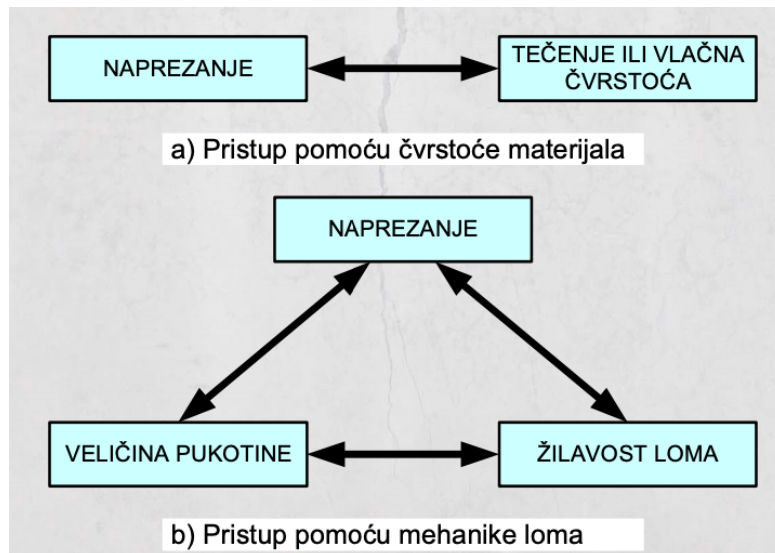 NAPREZANJE
TEČENJE ILI VLAČNA
ČVRSTOĆA
a) Pristup pomoću čvrstoće materijala
NAPREZANJE
VELIČINA PUKOTINE
ŽILAVOST LOMA
b) Pristup pomoću mehanike loma